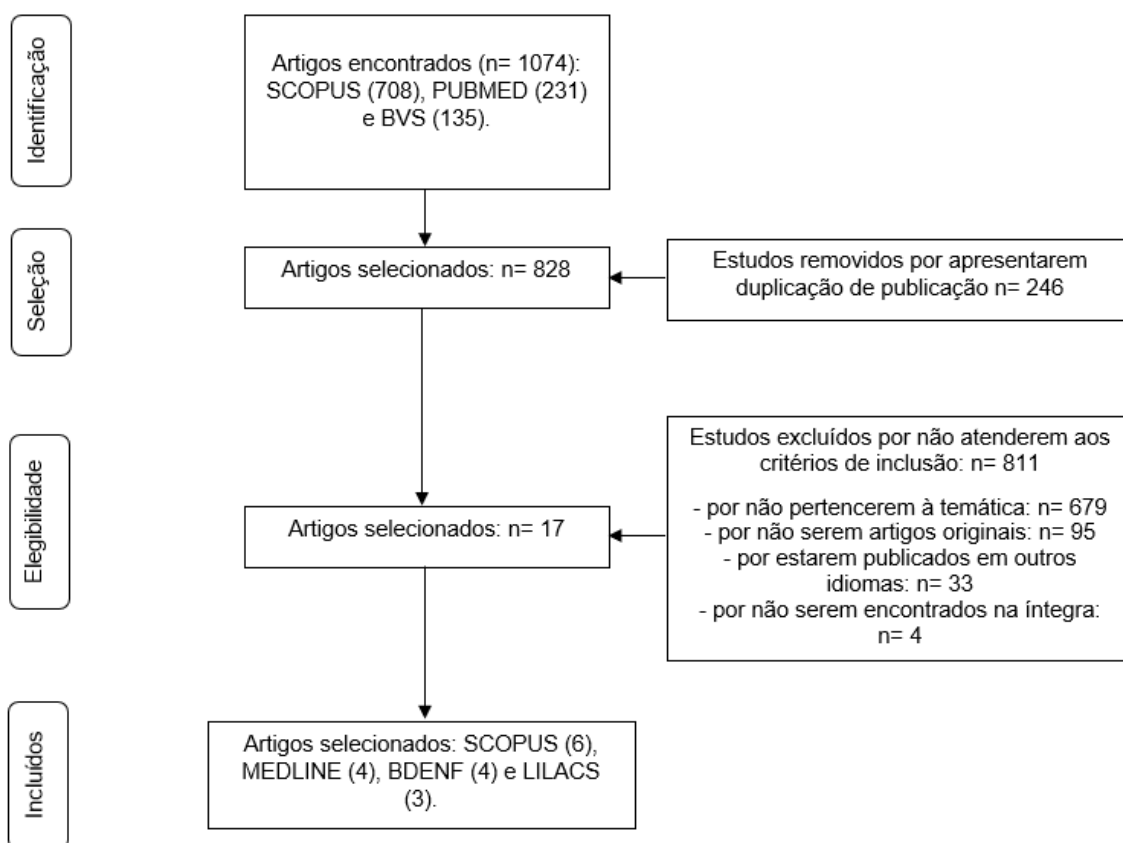 Identificação
Artigos encontrados (n= 1074):
SCOPUS (708), PUBMED (231)
e BVS (135).
Seleção
Artigos selecionados: n= 828
Estudos removidos por apresentarem
duplicação de publicação n= 246
Elegibilidade
Artigos selecionados: n= 17
Estudos excluídos por não atenderem aos
critérios de inclusão: n= 811
- por não pertencerem à temática: n= 679
- por não serem artigos originais: n= 95
- por estarem publicados em outros
idiomas: n= 33
- por não serem encontrados na íntegra:
n= 4
Incluídos
Artigos selecionados: SCOPUS (6),
MEDLINE (4), BDENF (4) e LILACS
(3).